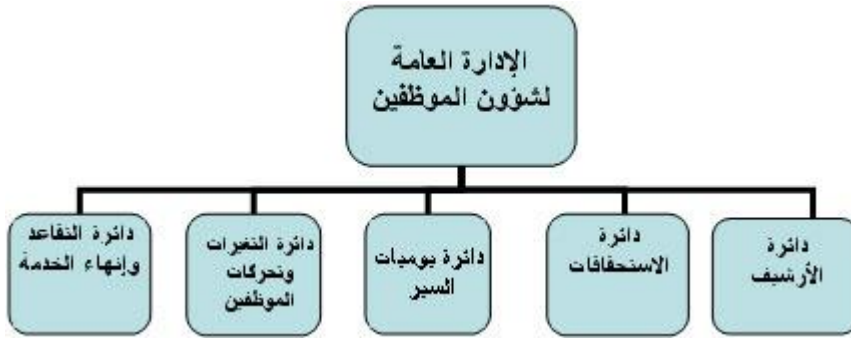 الإدارة العامة
لشؤون الموظفين
دائرة
الأرشيف
دائرة
الاستحقاقات
دائرة يوميات
السير
دائرة التغيرات
وتحركات
الموظفين
دائرة التقاعد
وإنهاء الخدمة